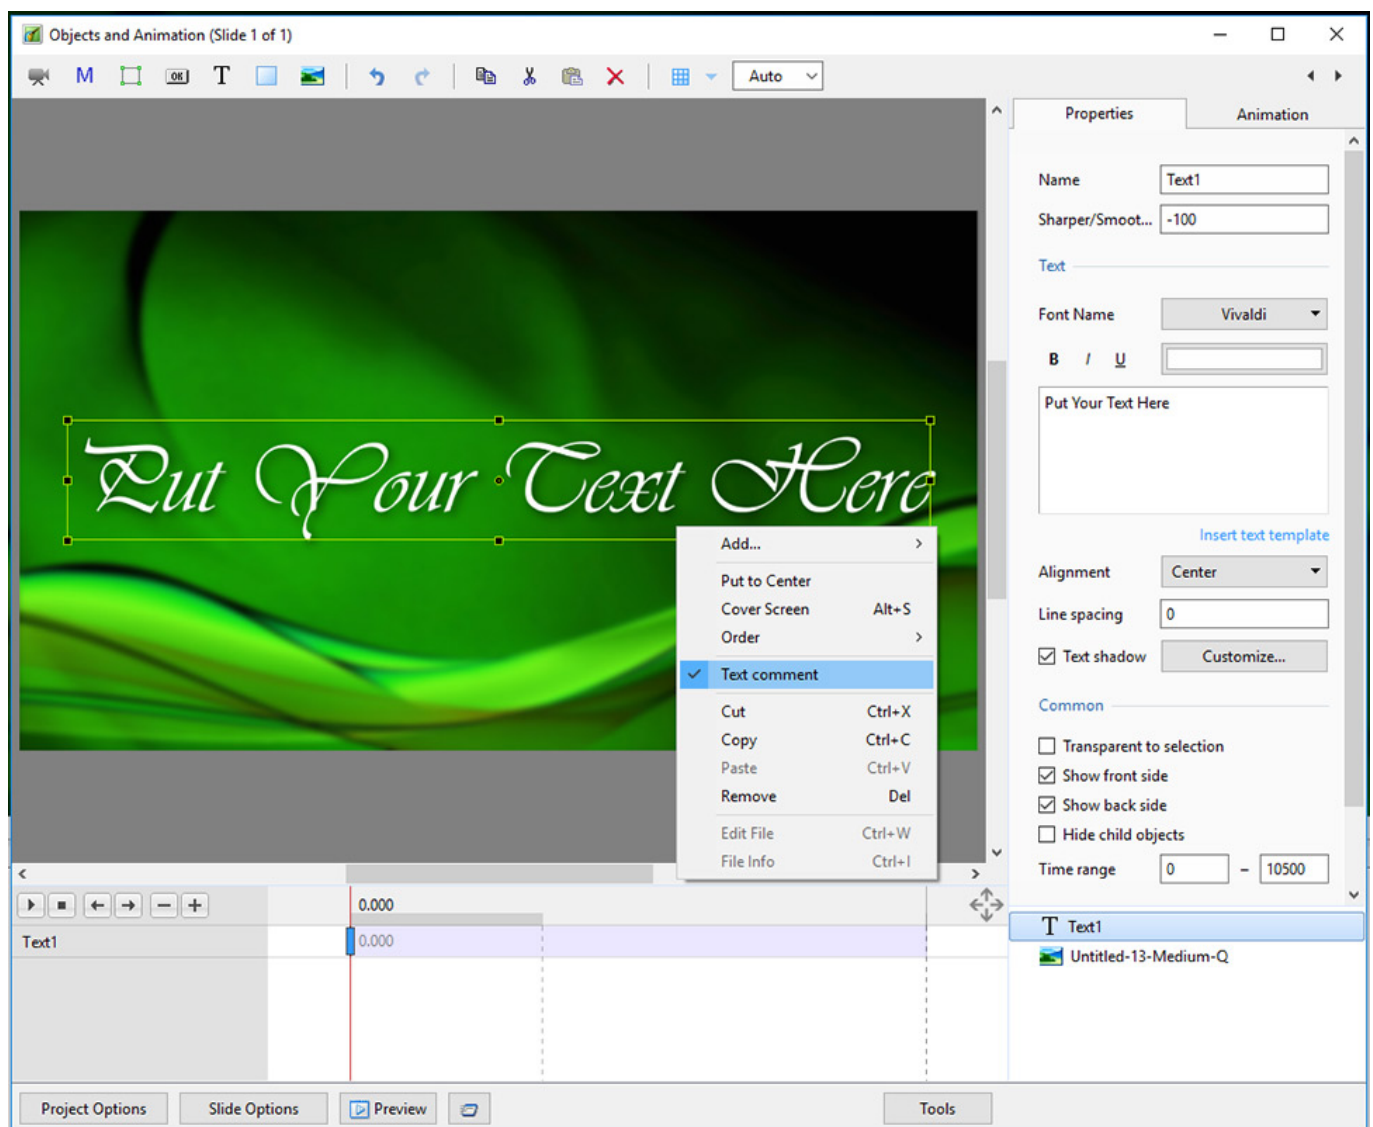 Objects and Animation (Slide 1 of 1)
M OK T Auto
Properties Animation
Name Text1
Sharper/Smoot... -100
Text
Font Name Vivaldi
B I U
Put Your Text Here
Insert text template
Alignment Center
Line spacing 0
Text shadow Customize...
Common
Transparent to selection
Show front side
Show back side
Hide child objects
Time range 0 – 10500
Put Your Text Here
Add...
Put to Center
Cover Screen Alt+S
Order
Text comment
Cut Ctrl+X
Copy Ctrl+C
Paste Ctrl+V
Remove Del
Edit File Ctrl+W
File Info Ctrl+I
0.000
Text1 0.000
T Text1
Untitled-13-Medium-Q
Project Options Slide Options Preview Tools